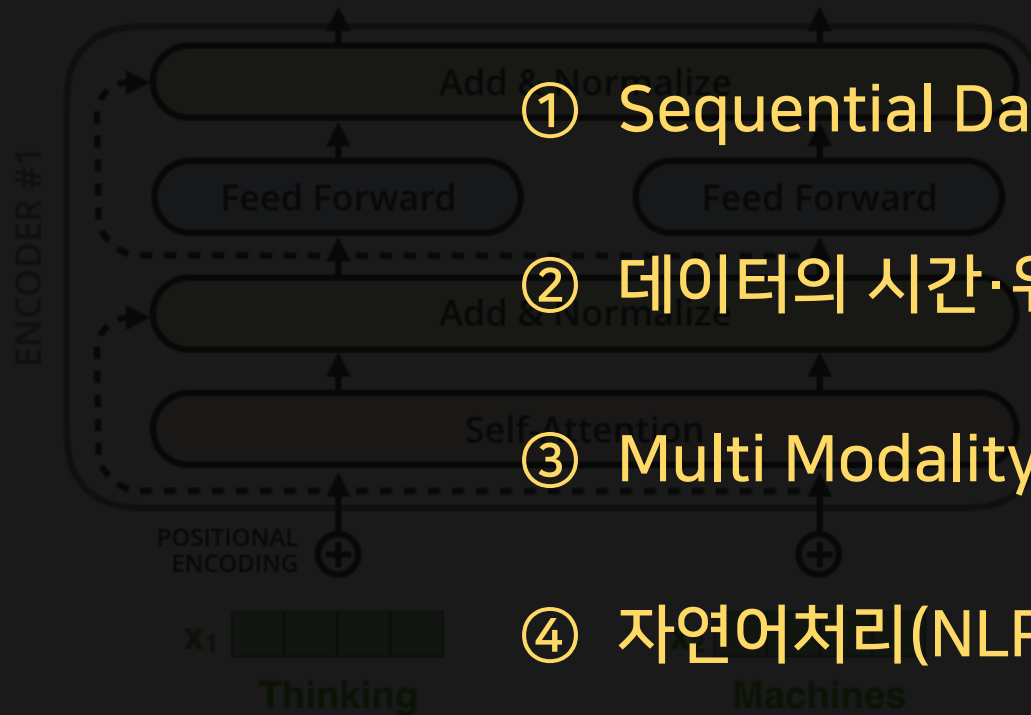 Add & Normalize
① Sequential Da
ENCODER #1
Feed Forward
Feed Forward
② 데이터의 시간·
Add & Normalize
Self-Attention
③ Multi Modality
POSITIONAL
ENCODING
④ 자연어처리(NLP
x₁
Thinking
Machines